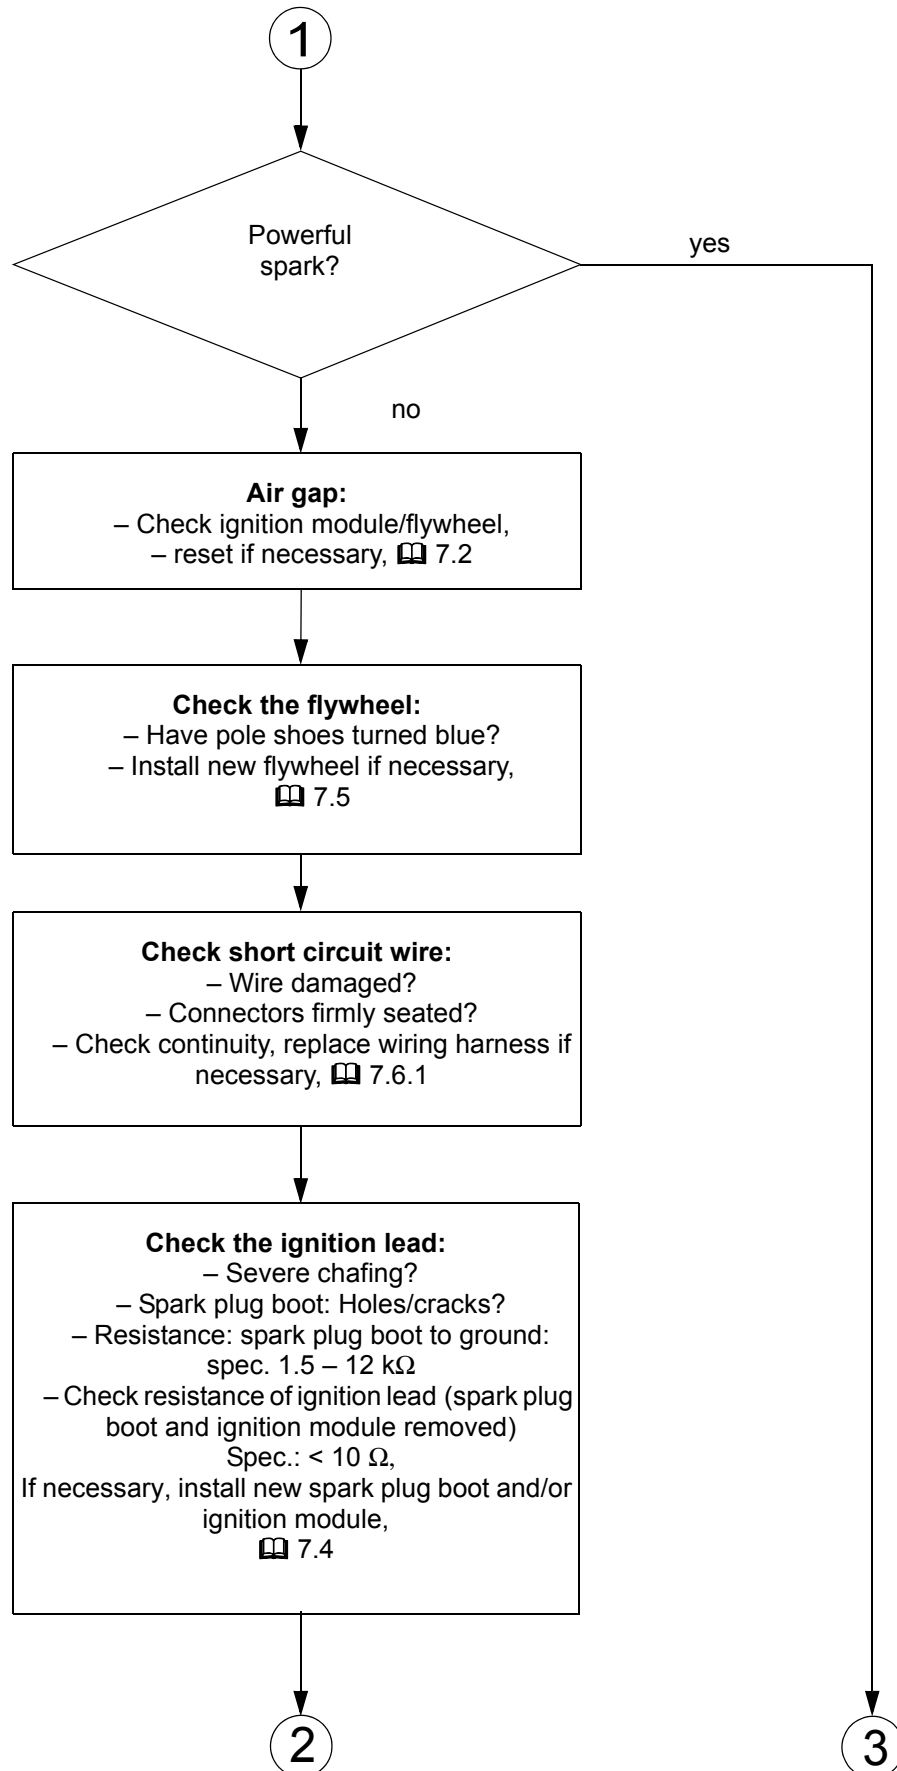 1
Powerful
spark?
yes
no
Air gap:
– Check ignition module/flywheel,
– reset if necessary, 7.2
Check the flywheel:
– Have pole shoes turned blue?
– Install new flywheel if necessary,
7.5
Check short circuit wire:
– Wire damaged?
– Connectors firmly seated?
– Check continuity, replace wiring harness if
necessary, 7.6.1
Check the ignition lead:
– Severe chafing?
– Spark plug boot: Holes/cracks?
– Resistance: spark plug boot to ground:
spec. 1.5 – 12 kΩ
– Check resistance of ignition lead (spark plug
boot and ignition module removed)
Spec.: < 10 Ω,
If necessary, install new spark plug boot and/or
ignition module,
7.4
2
3